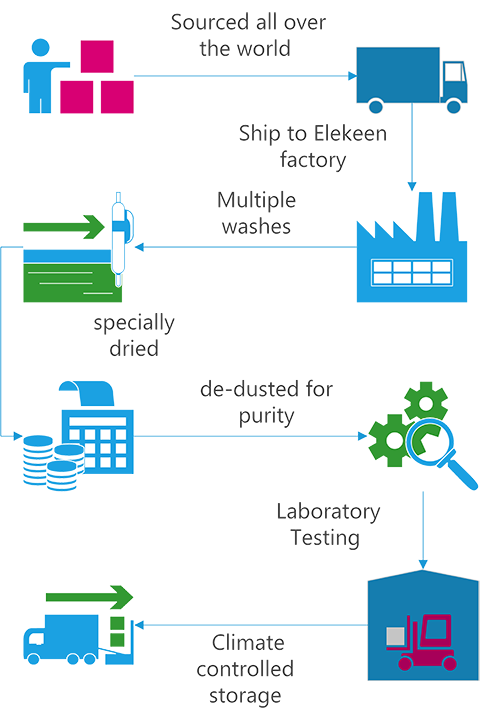 Sourced all over
the world
Ship to Elekeen
factory
Multiple
washes
specially
dried
de-dusted for
purity
Laboratory
Testing
Climate
controlled
storage